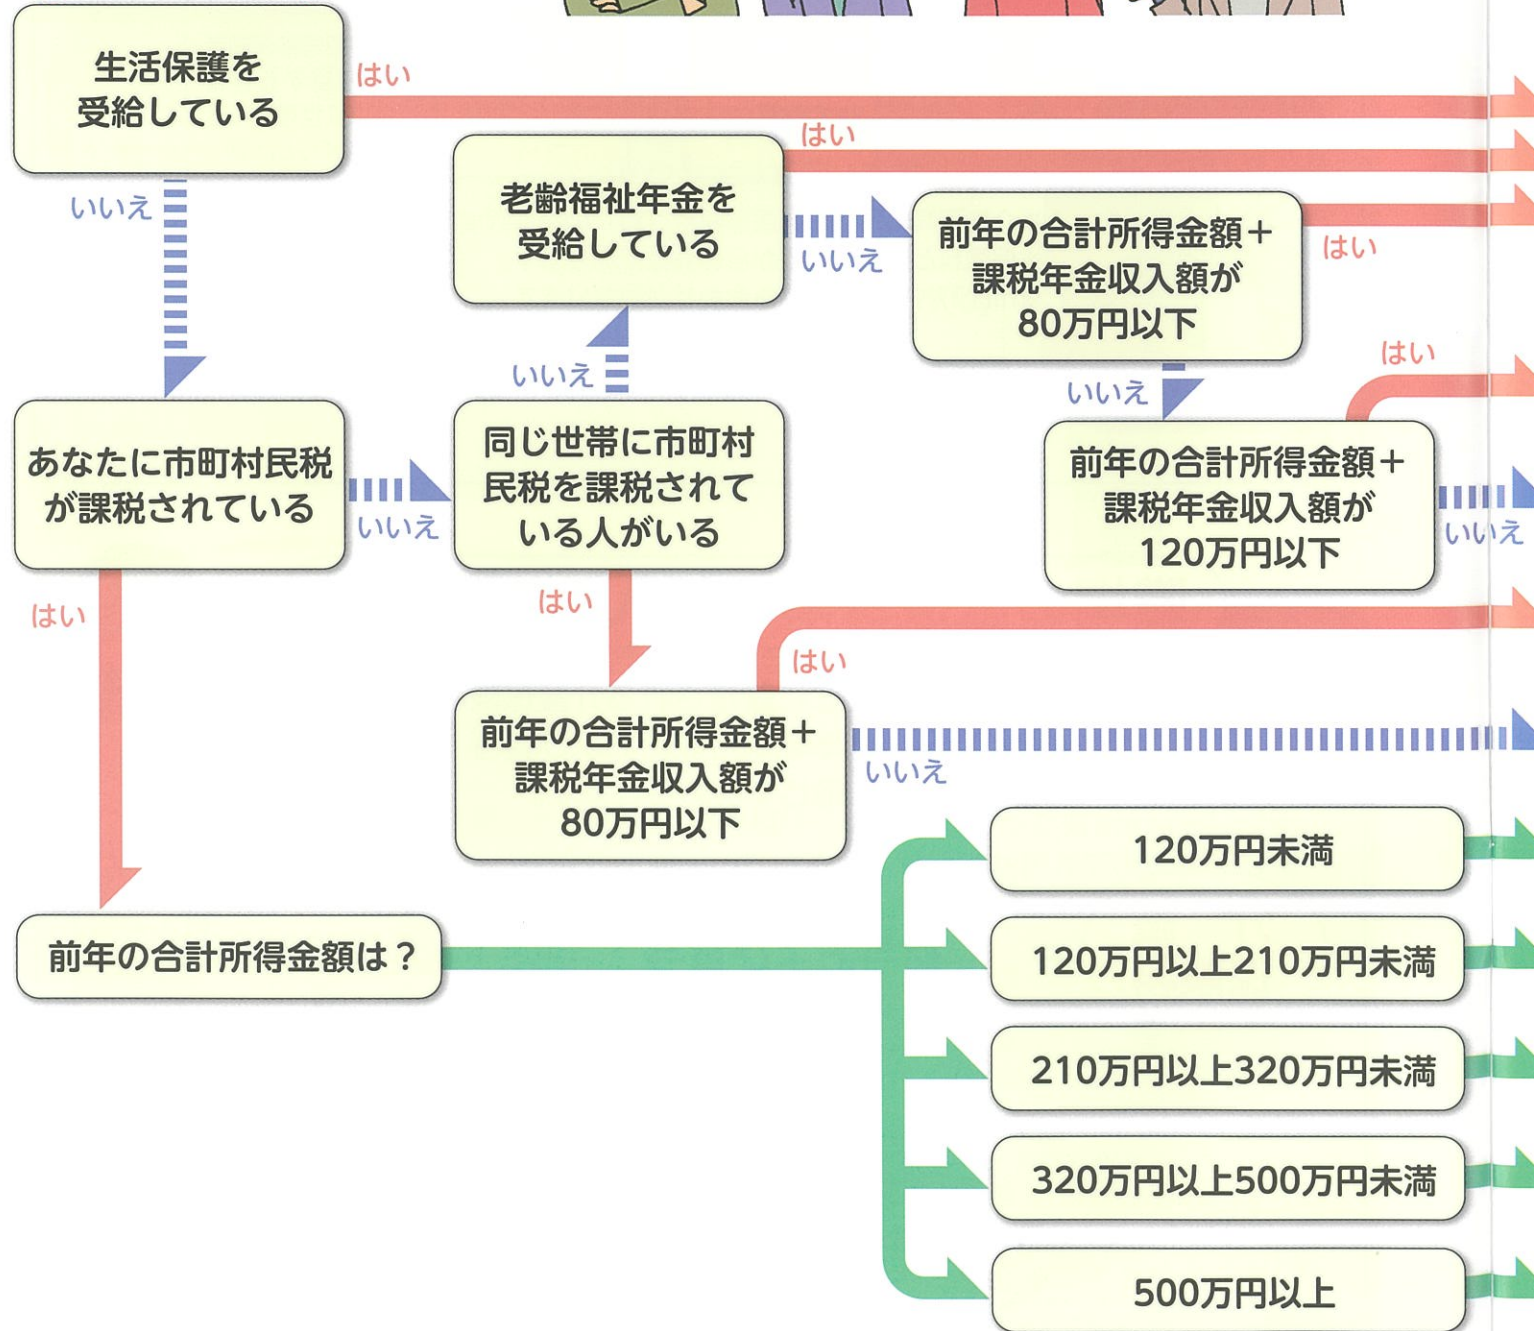 生活保護を
受給している
はい
いいえ
老齢福祉年金を
受給している
はい
いいえ
前年の合計所得金額＋
課税年金収入額が
80万円以下
はい
いいえ
前年の合計所得金額＋
課税年金収入額が
120万円以下
はい
いいえ
あなたに市町村民税
が課税されている
いいえ
はい
同じ世帯に市町村
民税を課税されて
いる人がいる
いいえ
はい
前年の合計所得金額＋
課税年金収入額が
80万円以下
はい
いいえ
前年の合計所得金額は？
120万円未満
120万円以上210万円未満
210万円以上320万円未満
320万円以上500万円未満
500万円以上